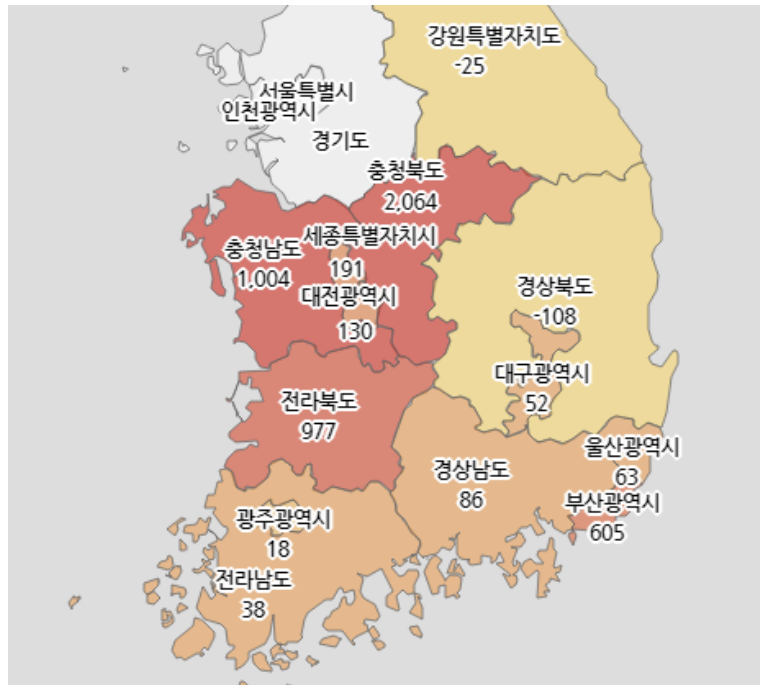 강원특별자치도
-25
서울특별시
인천광역시
경기도
충청북도
2,064
세종특별자치시
191
충청남도
1,004
대전광역시
130
경상북도
-108
대구광역시
52
전라북도
977
울산광역시
63
경상남도
86
부산광역시
605
광주광역시
18
전라남도
38